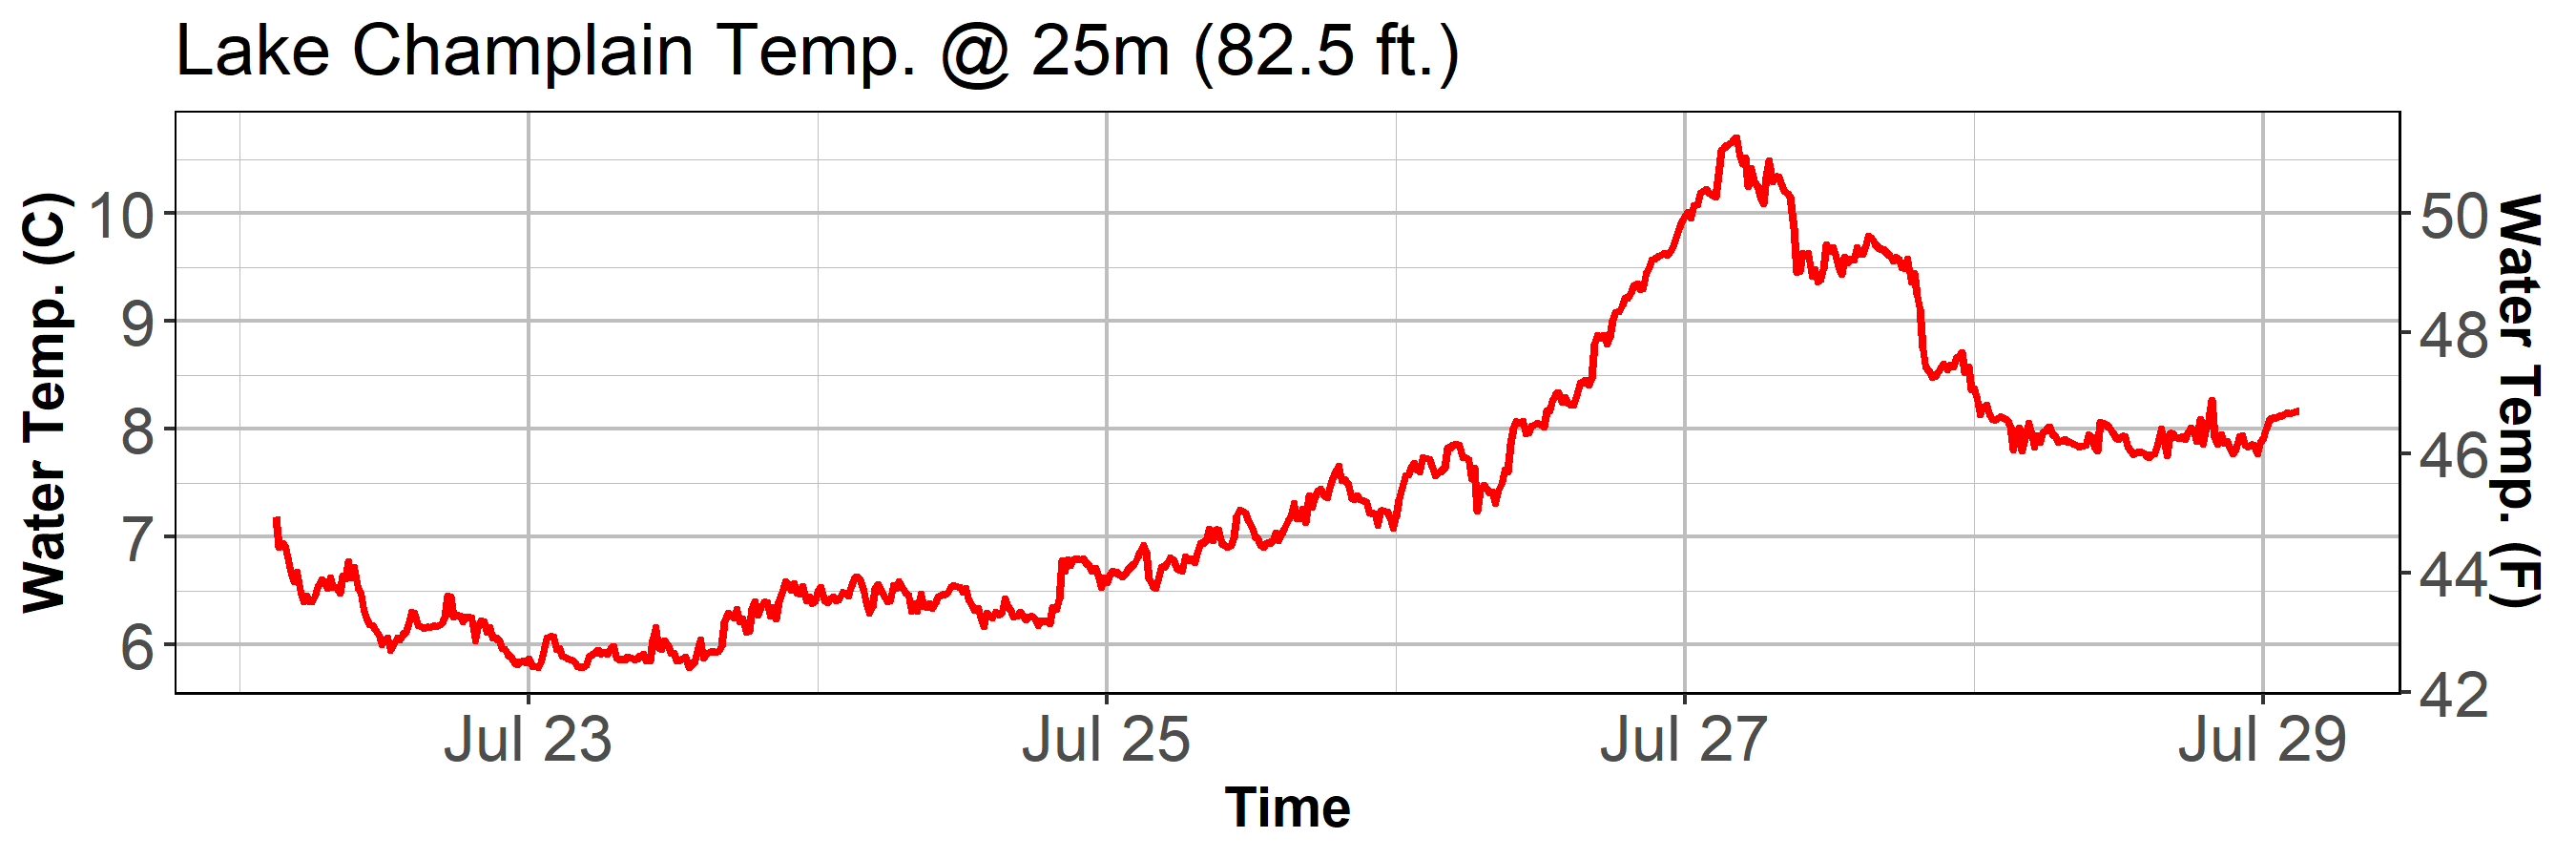 Lake Champlain Temp. @ 25m (82.5 ft.)
Water Temp. (C)
10
9
8
7
6
50
48
46
44
42
Water Temp. (F)
Jul 23
Jul 25
Jul 27
Jul 29
Time